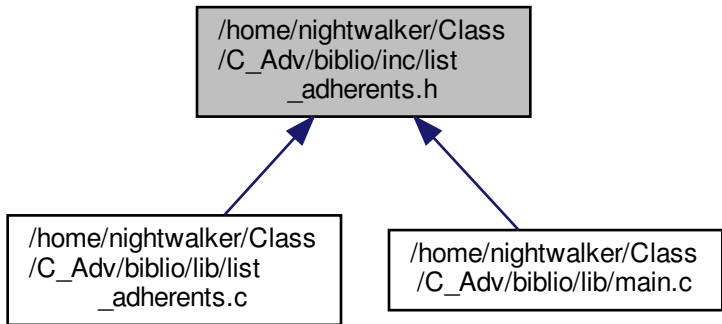 /home/nightwalker/Class
/C_Adv/biblio/inc/list
_adherents.h
/home/nightwalker/Class
/C_Adv/biblio/lib/list
_adherents.c
/home/nightwalker/Class
/C_Adv/biblio/lib/main.c